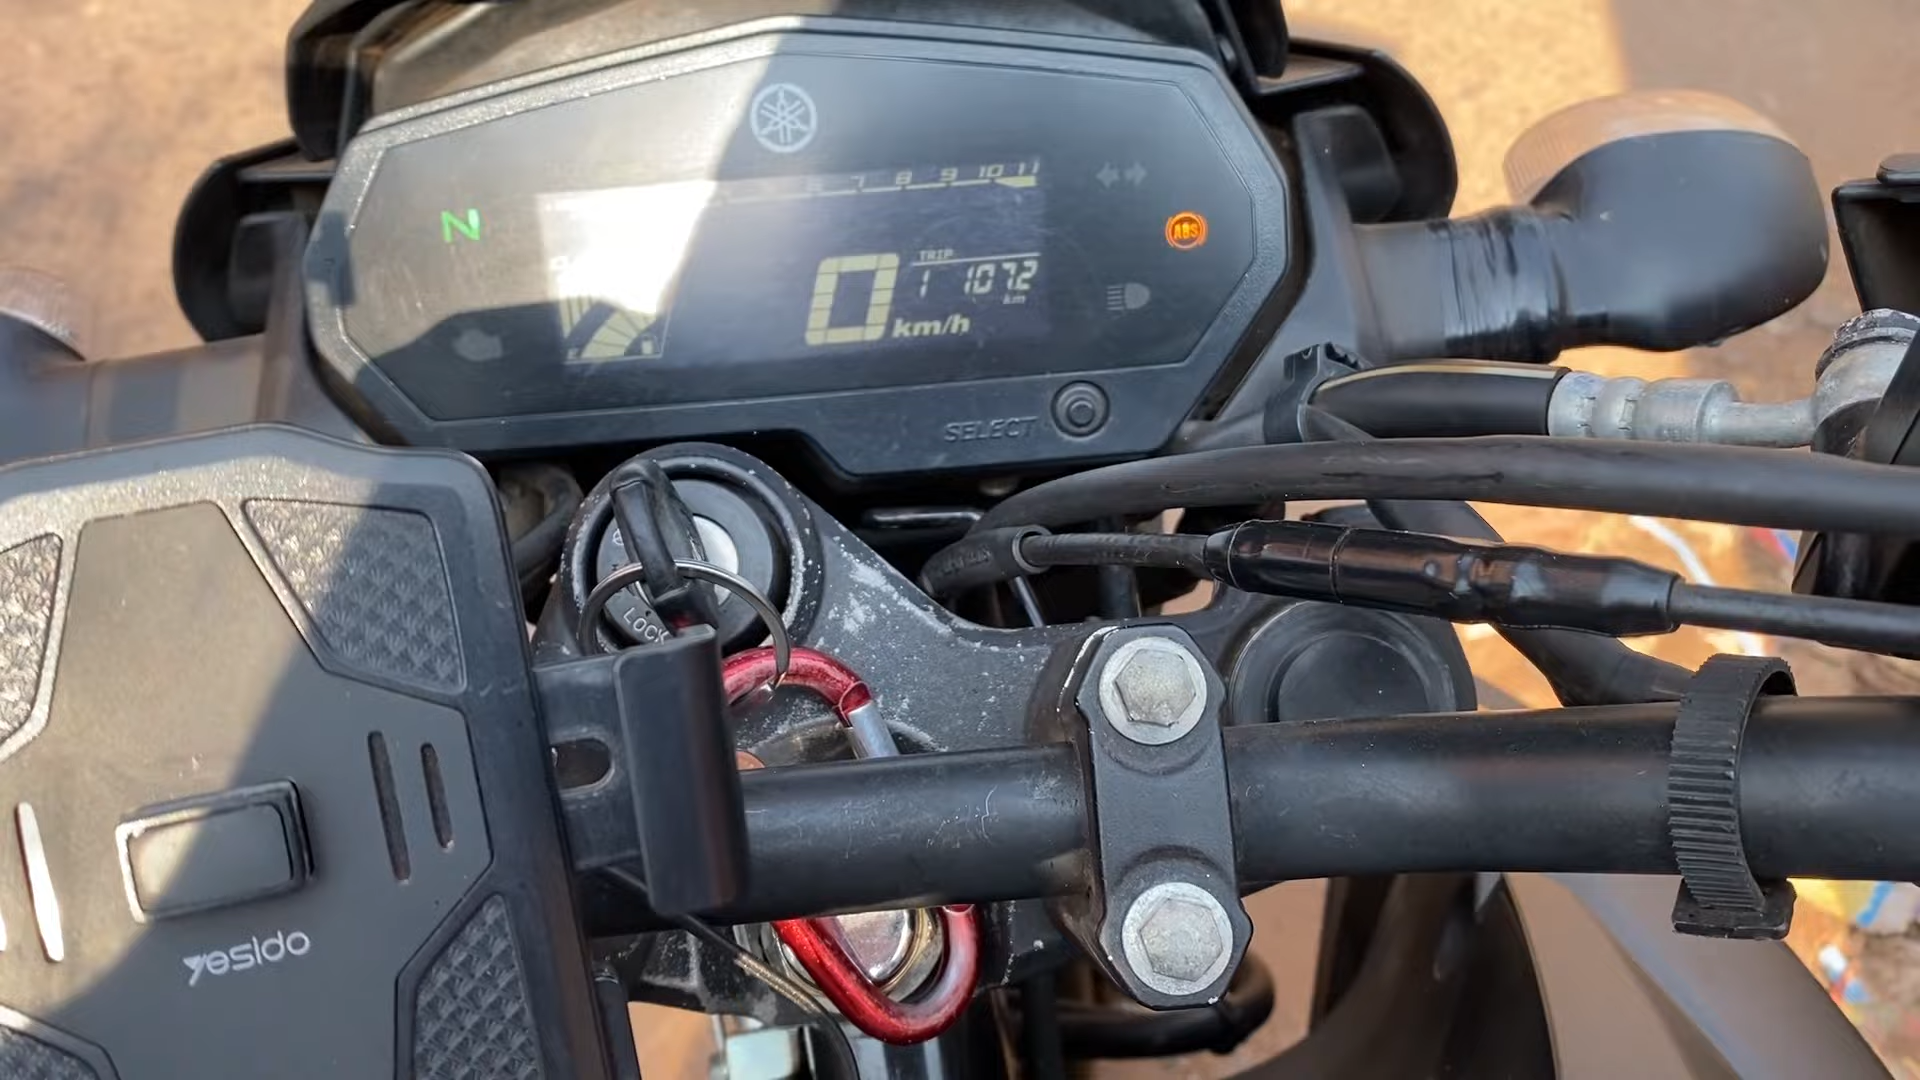 7 8 9 10 11
N
ABS
TRIP
1 107.2
km
0 km/h
SELECT
LOCK
yesido